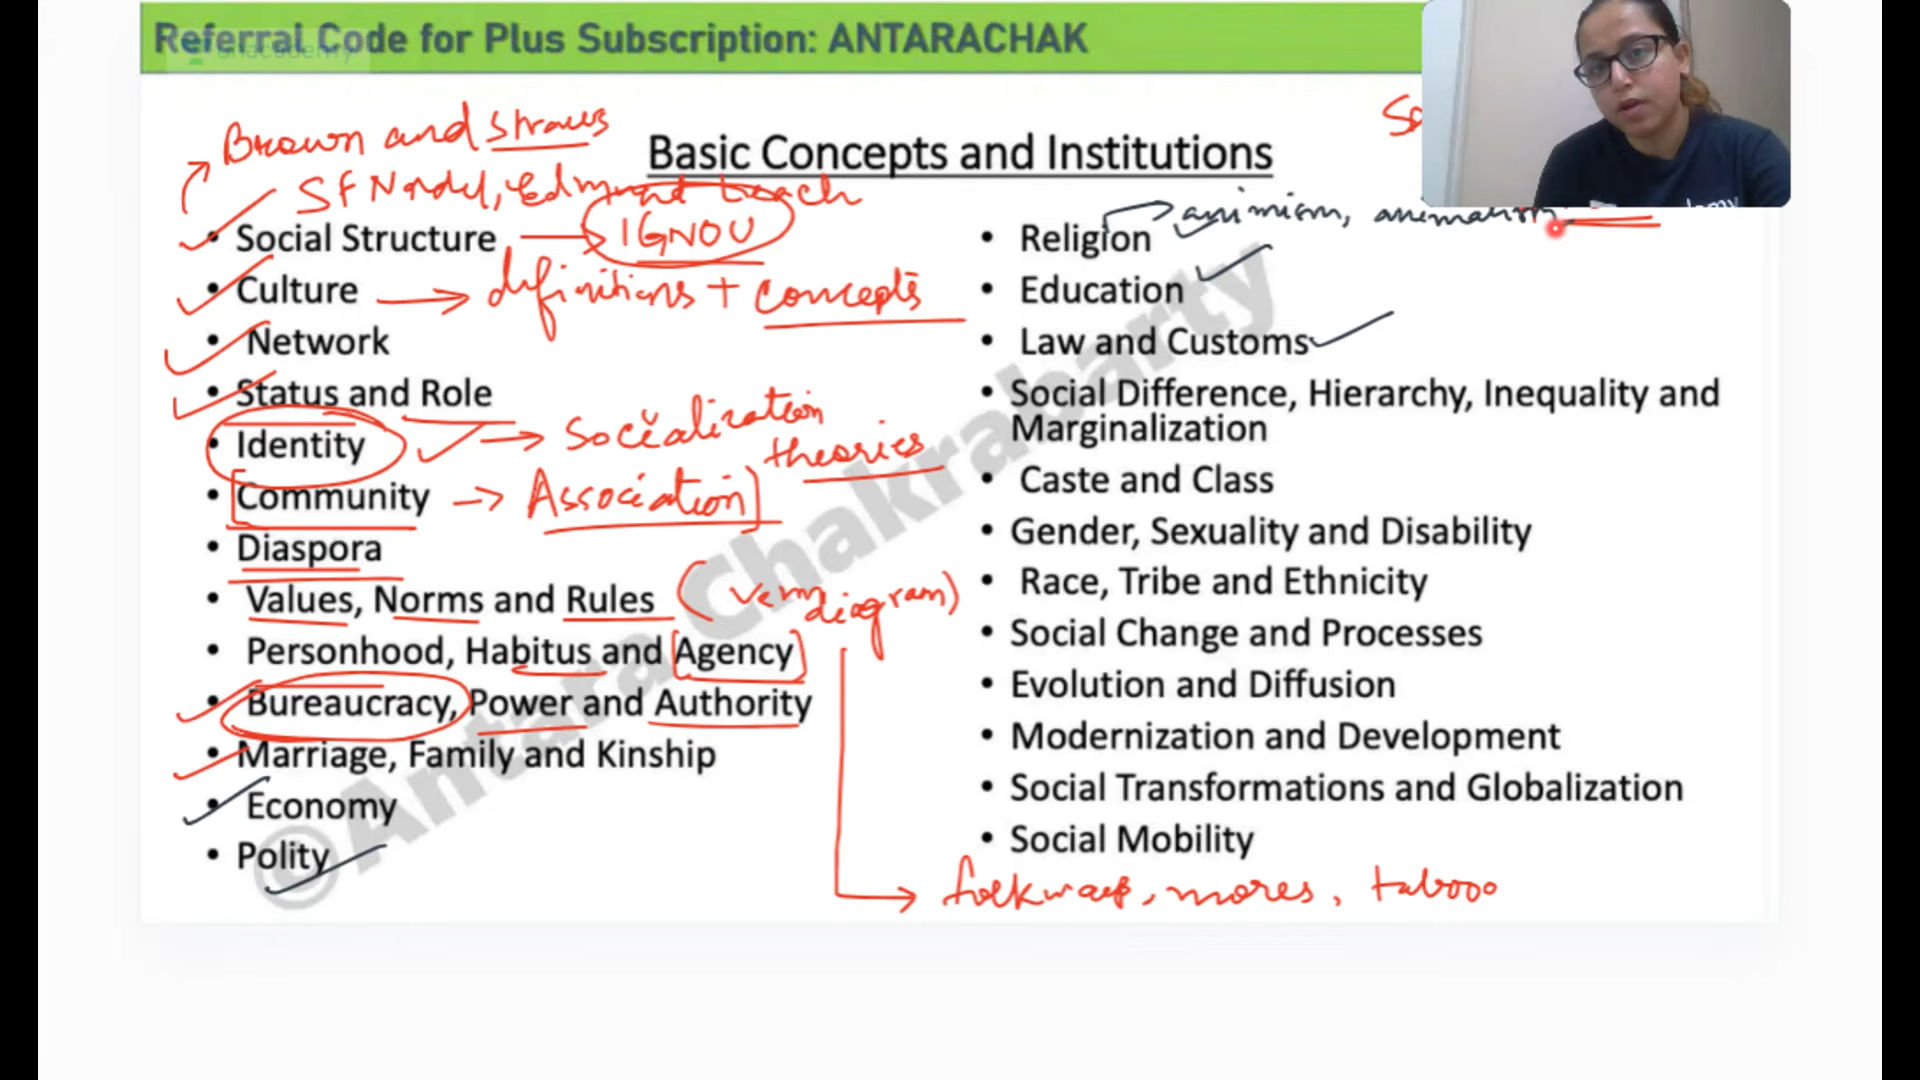 Referral Code for Plus Subscription: ANTARACHAK
unacademy
Brown and Straus
SF Nadel, Edmund Leach
Basic Concepts and Institutions
• Social Structure → IGNOU
• Culture → definitions + concepts
• Network
• Status and Role
• Identity → Socialization theories
• Community → Association
• Diaspora
• Values, Norms and Rules (Venn diagram)
• Personhood, Habitus and Agency
• Bureaucracy, Power and Authority
• Marriage, Family and Kinship
• Economy
• Polity
• Religion → animism, animatism
• Education
• Law and Customs
• Social Difference, Hierarchy, Inequality and
Marginalization
• Caste and Class
• Gender, Sexuality and Disability
• Race, Tribe and Ethnicity
• Social Change and Processes
• Evolution and Diffusion
• Modernization and Development
• Social Transformations and Globalization
• Social Mobility
→ folkways, mores, taboo
©Antara Chakrabarty